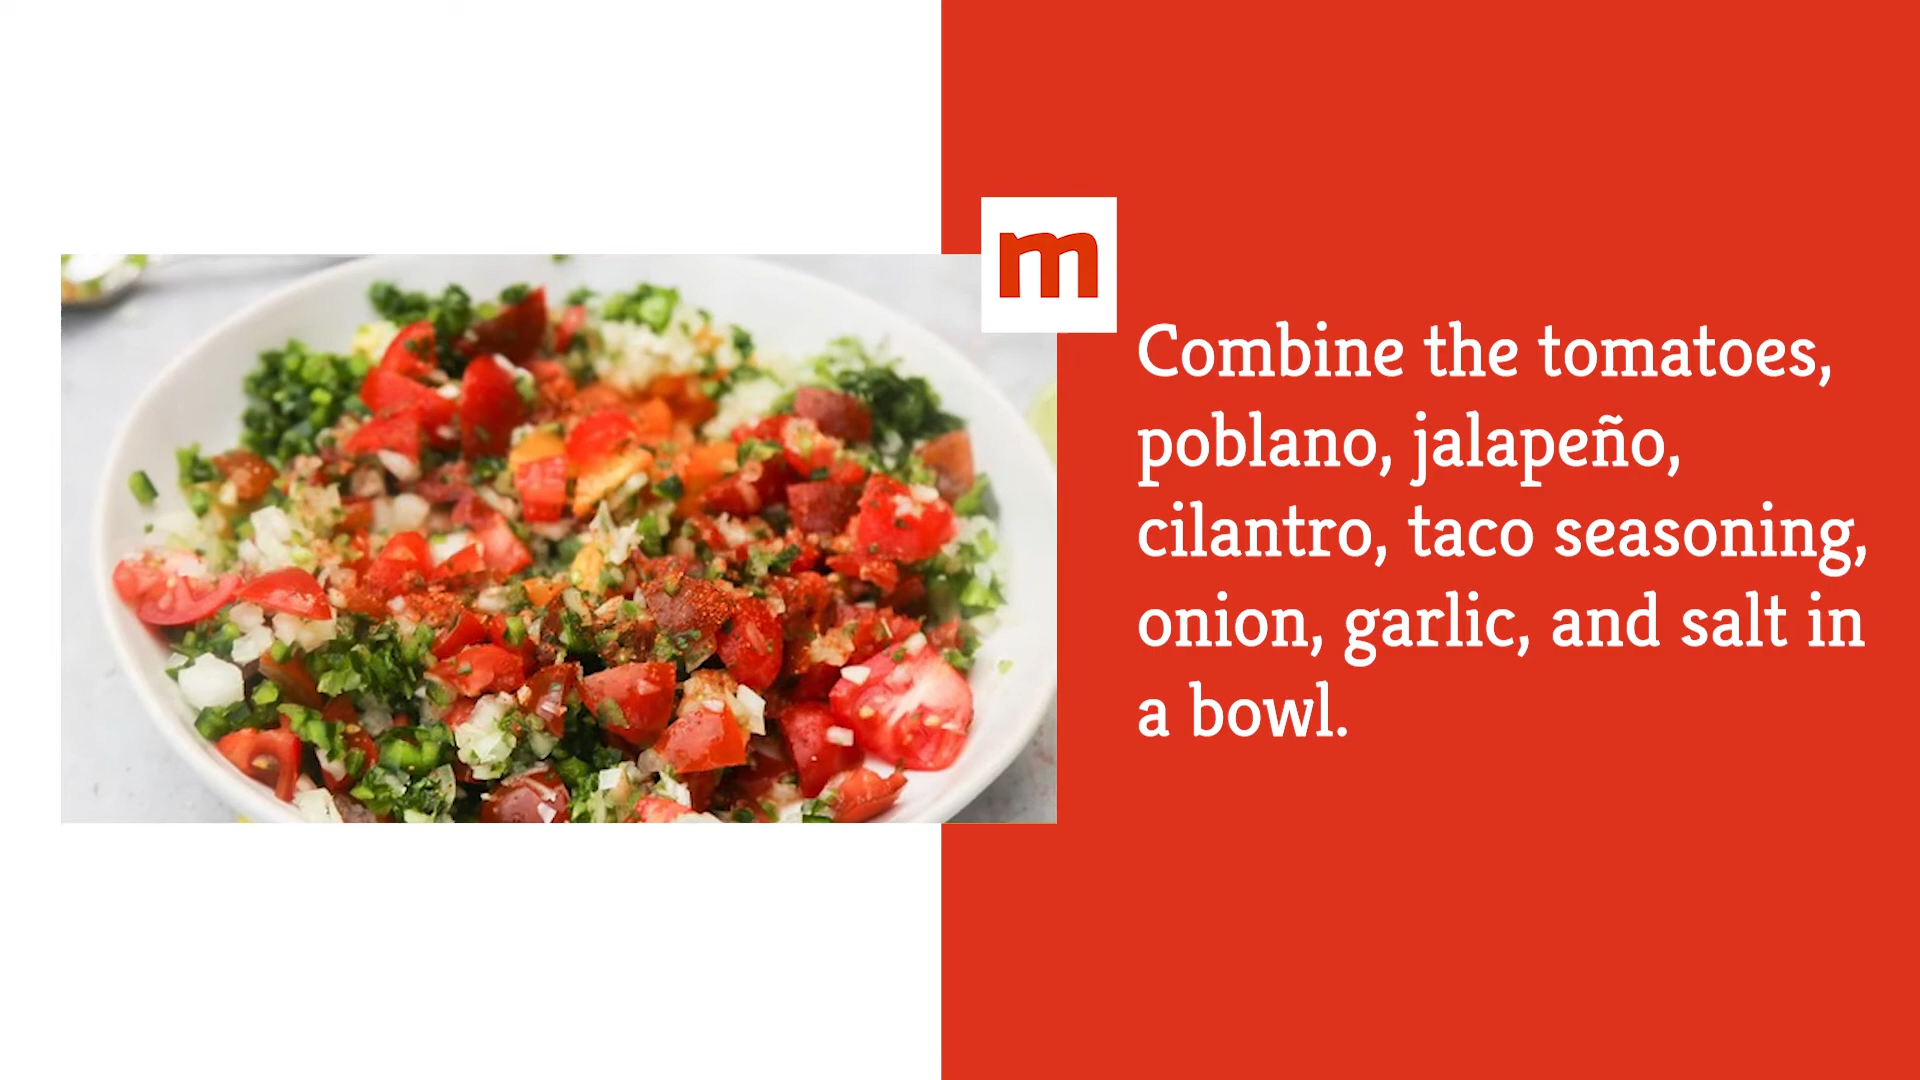 m
Combine the tomatoes,
poblano, jalapeño,
cilantro, taco seasoning,
onion, garlic, and salt in
a bowl.